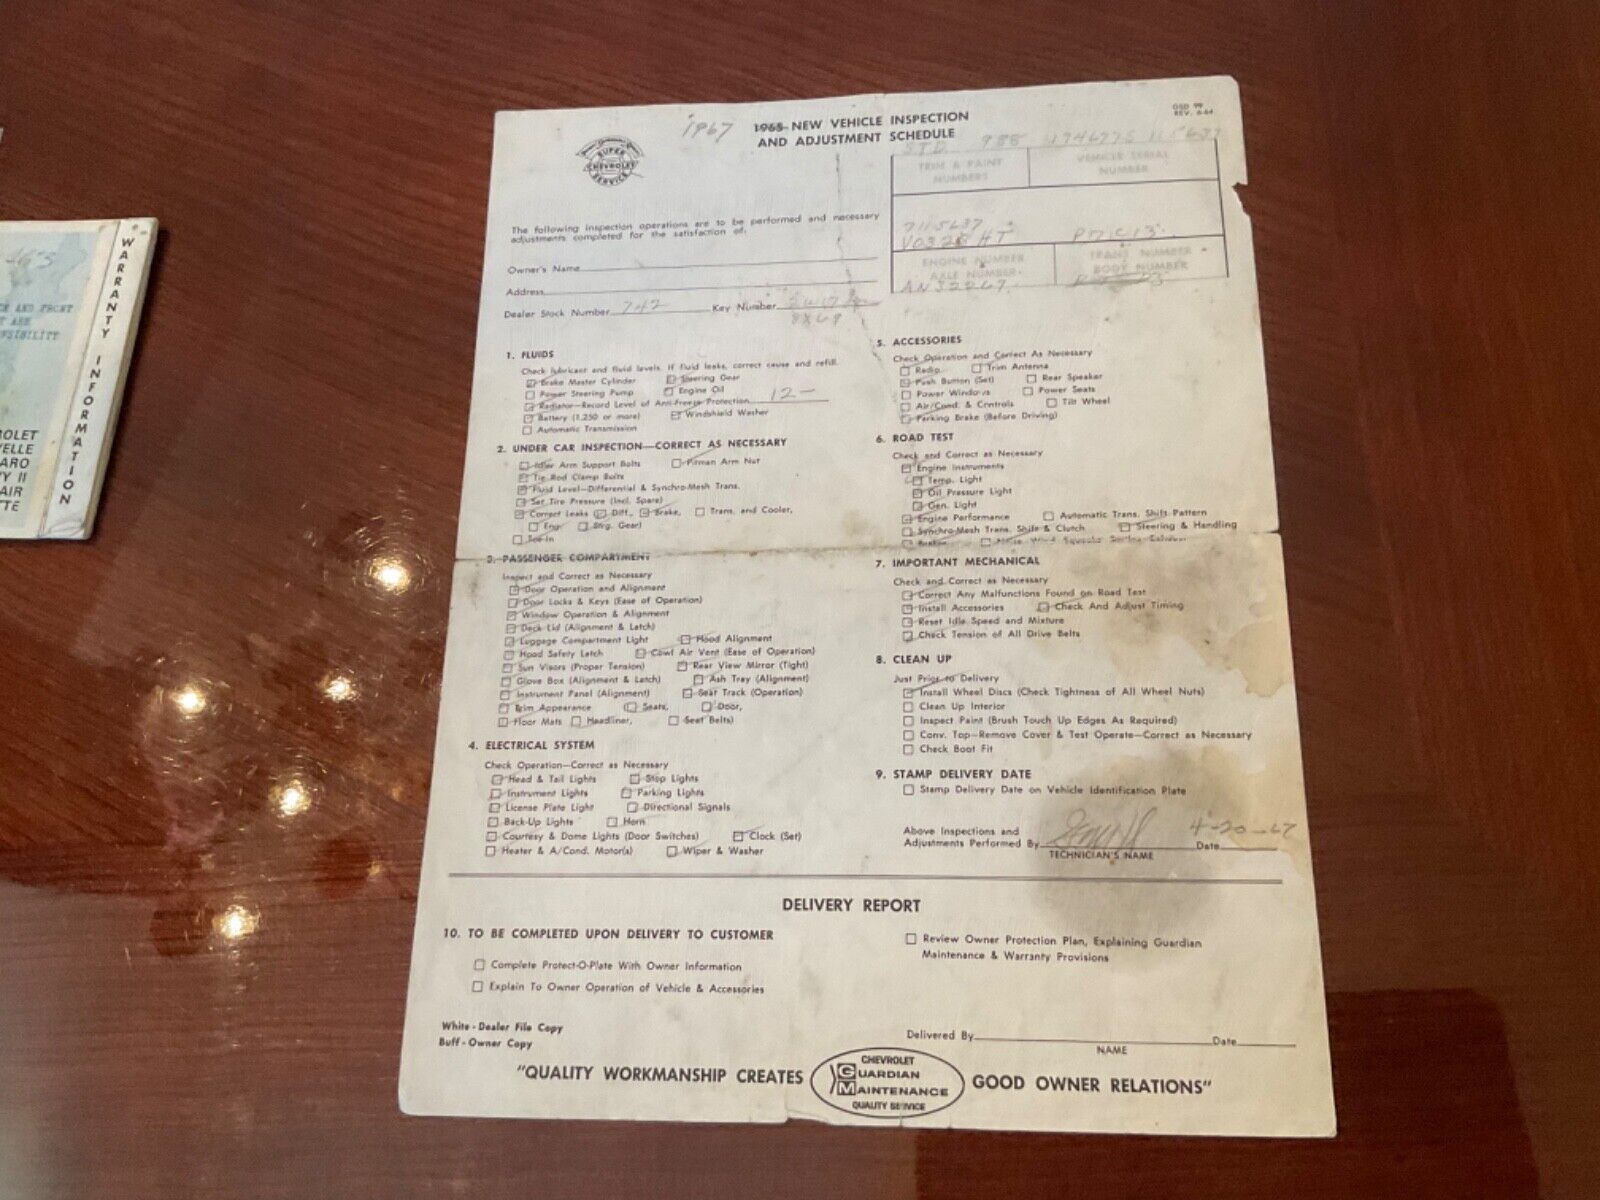 1967 1965 NEW VEHICLE INSPECTION
AND ADJUSTMENT SCHEDULE
GSD 99
REV. 6-64
SUPER
CHEVROLET
SERVICE
STD 988
TRIM & PAINT
NUMBERS
VEHICLE SERIAL
NUMBER
7115637
ENGINE NUMBER
AXLE NUMBER
TRANS NUMBER
BODY NUMBER
AN32267
The following inspection operations are to be performed and necessary
adjustments completed for the satisfaction of:
Owner's Name
Address
Dealer Stock Number 742 Key Number
8X69
1. FLUIDS
Check lubricant and fluid levels. If fluid leaks, correct cause and refill.
Brake Master Cylinder Steering Gear
Power Steering Pump Engine Oil
Radiator—Record Level of Anti-Freeze Protection 12-
Battery (1.250 or more) Windshield Washer
Automatic Transmission
2. UNDER CAR INSPECTION—CORRECT AS NECESSARY
Idler Arm Support Bolts Pitman Arm Nut
Tie Rod Clamp Bolts
Fluid Level—Differential & Synchro-Mesh Trans.
Set Tire Pressure (Incl. Spare)
Correct Leaks Diff., Brake, Trans. and Cooler,
Eng. Strg. Gear)
Toe-In
3. PASSENGER COMPARTMENT
Inspect and Correct as Necessary
Door Operation and Alignment
Door Locks & Keys (Ease of Operation)
Window Operation & Alignment
Deck Lid (Alignment & Latch)
Luggage Compartment Light Hood Alignment
Hood Safety Latch Cowl Air Vent (Ease of Operation)
Sun Visors (Proper Tension) Rear View Mirror (Tight)
Glove Box (Alignment & Latch) Ash Tray (Alignment)
Instrument Panel (Alignment) Seat Track (Operation)
Trim Appearance (Seats, Door,
Floor Mats Headliner, Seat Belts)
4. ELECTRICAL SYSTEM
Check Operation—Correct as Necessary
Head & Tail Lights Stop Lights
Instrument Lights Parking Lights
License Plate Light Directional Signals
Back-Up Lights Horn
Courtesy & Dome Lights (Door Switches) Clock (Set)
Heater & A/Cond. Motor(s) Wiper & Washer
5. ACCESSORIES
Check Operation and Correct As Necessary
Radio Trim Antenna
Push Button (Set) Rear Speaker
Power Windows Power Seats
Air/Cond. & Controls Tilt Wheel
Parking Brake (Before Driving)
6. ROAD TEST
Check and Correct as Necessary
Engine Instruments
Temp. Light
Oil Pressure Light
Gen. Light
Engine Performance Automatic Trans. Shift Pattern
Synchro-Mesh Trans. Shift & Clutch Steering & Handling
Brakes
7. IMPORTANT MECHANICAL
Check and Correct as Necessary
Correct Any Malfunctions Found on Road Test
Install Accessories Check And Adjust Timing
Reset Idle Speed and Mixture
Check Tension of All Drive Belts
8. CLEAN UP
Just Prior to Delivery
Install Wheel Discs (Check Tightness of All Wheel Nuts)
Clean Up Interior
Inspect Paint (Brush Touch Up Edges As Required)
Conv. Top—Remove Cover & Test Operate—Correct as Necessary
Check Boot Fit
9. STAMP DELIVERY DATE
Stamp Delivery Date on Vehicle Identification Plate
Above Inspections and
Adjustments Performed By Date 4-20-67
TECHNICIAN'S NAME
DELIVERY REPORT
10. TO BE COMPLETED UPON DELIVERY TO CUSTOMER
Complete Protect-O-Plate With Owner Information
Explain To Owner Operation of Vehicle & Accessories
Review Owner Protection Plan, Explaining Guardian
Maintenance & Warranty Provisions
White - Dealer File Copy
Buff - Owner Copy
Delivered By Date
NAME
"QUALITY WORKMANSHIP CREATES
CHEVROLET
GUARDIAN
MAINTENANCE
QUALITY SERVICE
GOOD OWNER RELATIONS"
WARRANTY INFORMATION